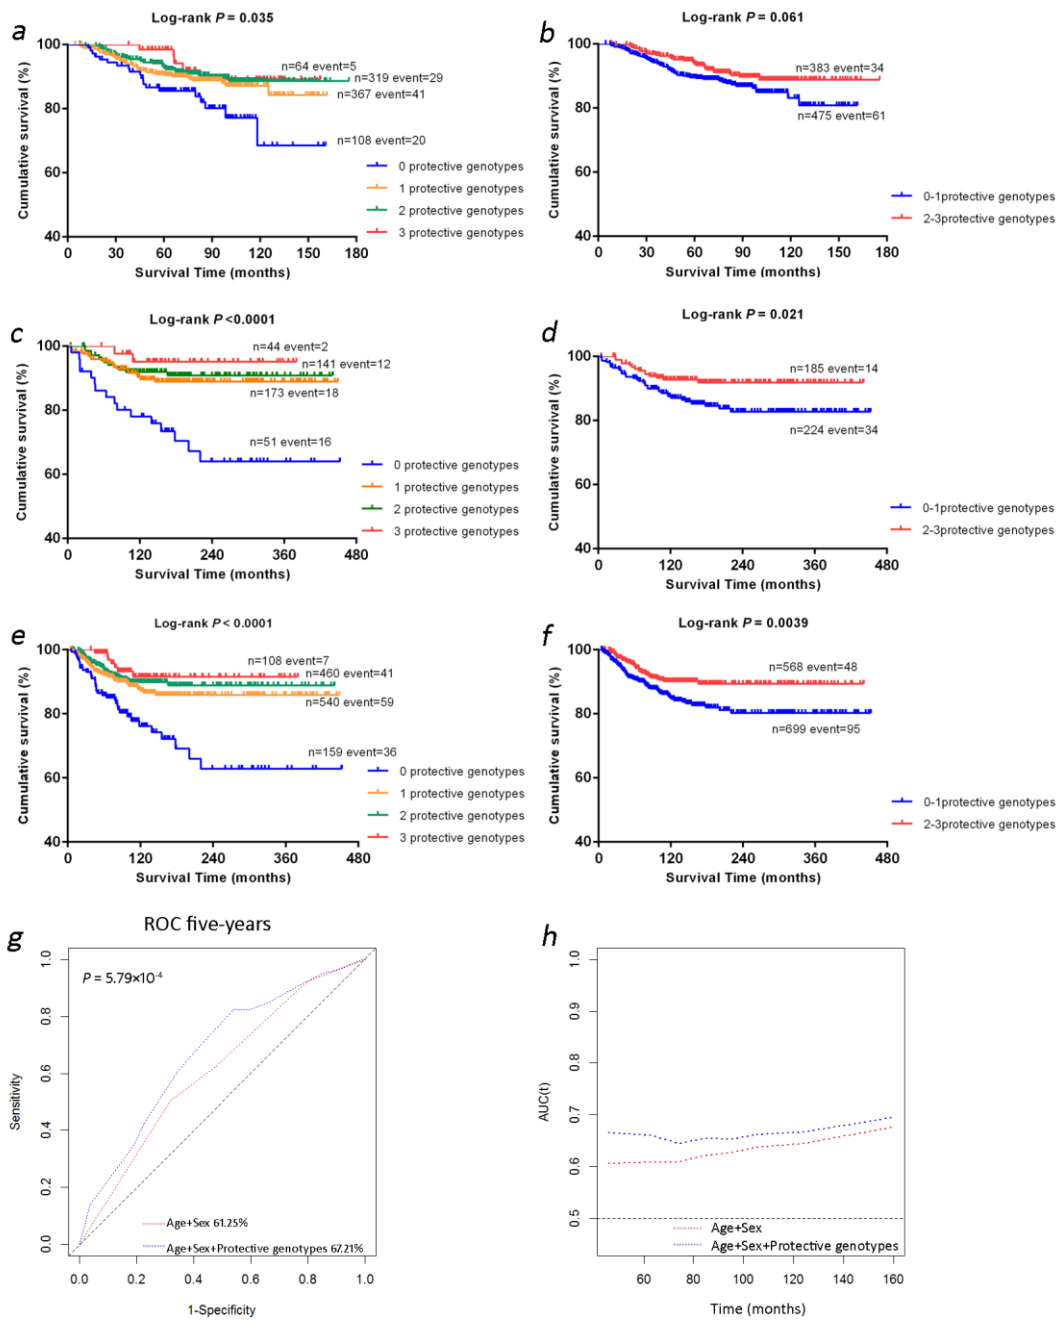 a
Log-rank P = 0.035
Cumulative survival (%)
100
80
60
40
0 30 60 90 120 150 180
Survival Time (months)
n=64 event=5
n=319 event=29
n=367 event=41
n=108 event=20
0 protective genotypes
1 protective genotypes
2 protective genotypes
3 protective genotypes
b
Log-rank P = 0.061
Cumulative survival (%)
100
80
60
40
0 30 60 90 120 150 180
Survival Time (months)
n=383 event=34
n=475 event=61
0-1protective genotypes
2-3protective genotypes
c
Log-rank P <0.0001
Cumulative survival (%)
100
80
60
40
0 120 240 360 480
Survival Time (months)
n=44 event=2
n=141 event=12
n=173 event=18
n=51 event=16
0 protective genotypes
1 protective genotypes
2 protective genotypes
3 protective genotypes
d
Log-rank P = 0.021
Cumulative survival (%)
100
80
60
40
0 120 240 360 480
Survival Time (months)
n=185 event=14
n=224 event=34
0-1protective genotypes
2-3protective genotypes
e
Log-rank P < 0.0001
Cumulative survival (%)
100
80
60
40
0 120 240 360 480
Survival Time (months)
n=108 event=7
n=460 event=41
n=540 event=59
n=159 event=36
0 protective genotypes
1 protective genotypes
2 protective genotypes
3 protective genotypes
f
Log-rank P = 0.0039
Cumulative survival (%)
100
80
60
40
0 120 240 360 480
Survival Time (months)
n=568 event=48
n=699 event=95
0-1protective genotypes
2-3protective genotypes
g
ROC five-years
P = 5.79×10-4
Sensitivity
1.0
0.8
0.6
0.4
0.2
0.0
0.0 0.2 0.4 0.6 0.8 1.0
1-Specificity
Age+Sex 61.25%
Age+Sex+Protective genotypes 67.21%
h
AUC(t)
1.0
0.9
0.8
0.7
0.6
0.5
60 80 100 120 140 160
Time (months)
Age+Sex
Age+Sex+Protective genotypes